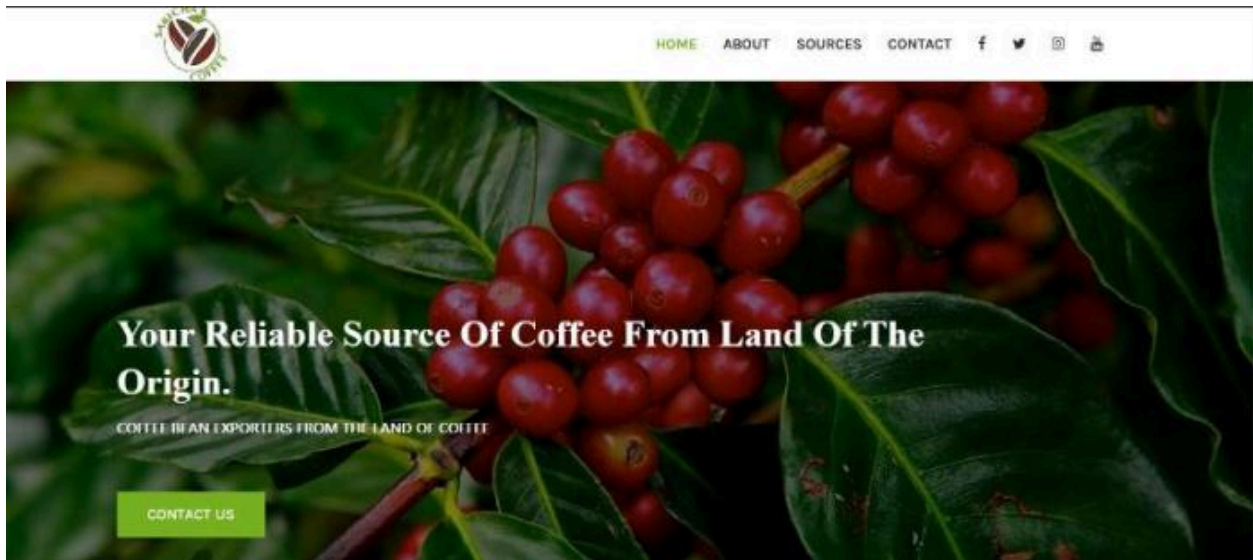 COFFEE
HOME ABOUT SOURCES CONTACT
Your Reliable Source Of Coffee From Land Of The
Origin.
COFFEE BEAN EXPORTERS FROM THE LAND OF COFFEE
CONTACT US